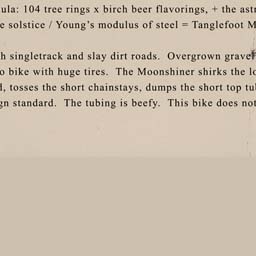 ula: 104 tree rings x birch beer flavorings, + the ast
e solstice / Young's modulus of steel = Tanglefoot M
h singletrack and slay dirt roads. Overgrown gravel
o bike with huge tires. The Moonshiner shirks the lo
d, tosses the short chainstays, dumps the short top tu
gn standard. The tubing is beefy. This bike does not